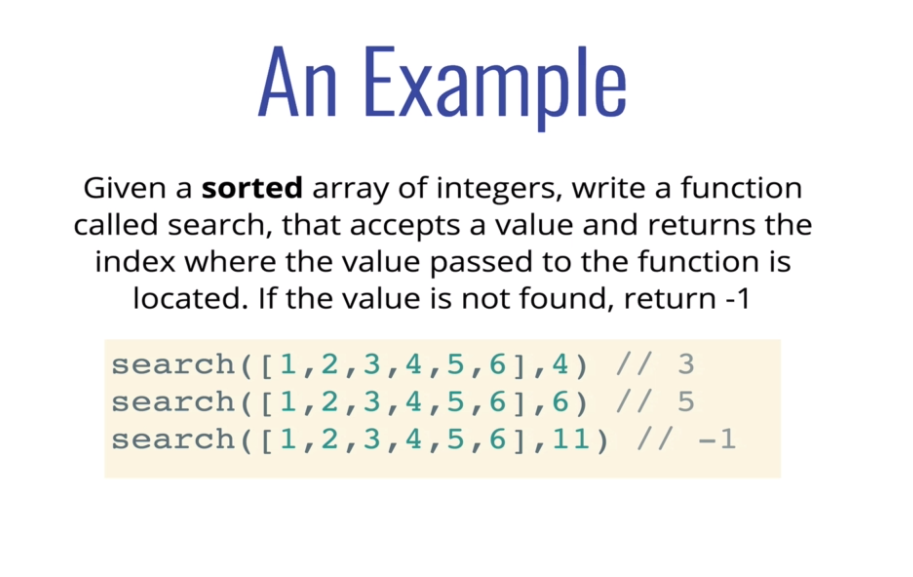 An Example
Given a sorted array of integers, write a function
called search, that accepts a value and returns the
index where the value passed to the function is
located. If the value is not found, return -1
search([1,2,3,4,5,6],4) // 3
search([1,2,3,4,5,6],6) // 5
search([1,2,3,4,5,6],11) // -1